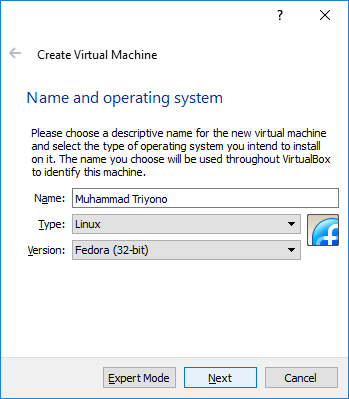 ?
Create Virtual Machine
Name and operating system
Please choose a descriptive name for the new virtual machine
and select the type of operating system you intend to install
on it. The name you choose will be used throughout VirtualBox
to identify this machine.
Name: Muhammad Triyono
Type: Linux
Version: Fedora (32-bit)
Expert Mode Next Cancel